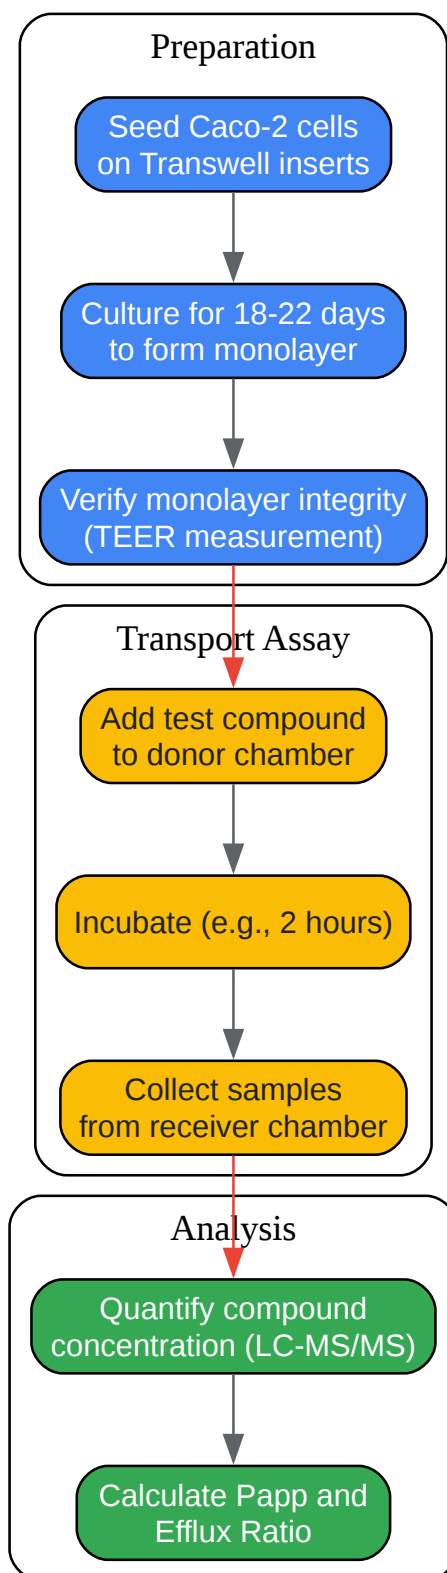 Preparation
Seed Caco-2 cells
on Transwell inserts
Culture for 18-22 days
to form monolayer
Verify monolayer integrity
(TEER measurement)
Transport Assay
Add test compound
to donor chamber
Incubate (e.g., 2 hours)
Collect samples
from receiver chamber
Analysis
Quantify compound
concentration (LC-MS/MS)
Calculate Papp and
Efflux Ratio